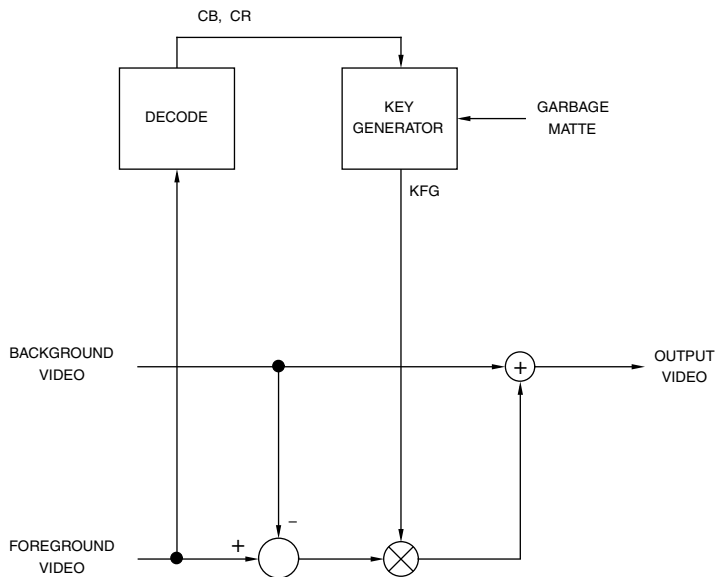 CB, CR
DECODE
KEY
GENERATOR
GARBAGE
MATTE
KFG
BACKGROUND
VIDEO
+
OUTPUT
VIDEO
–
+
FOREGROUND
VIDEO